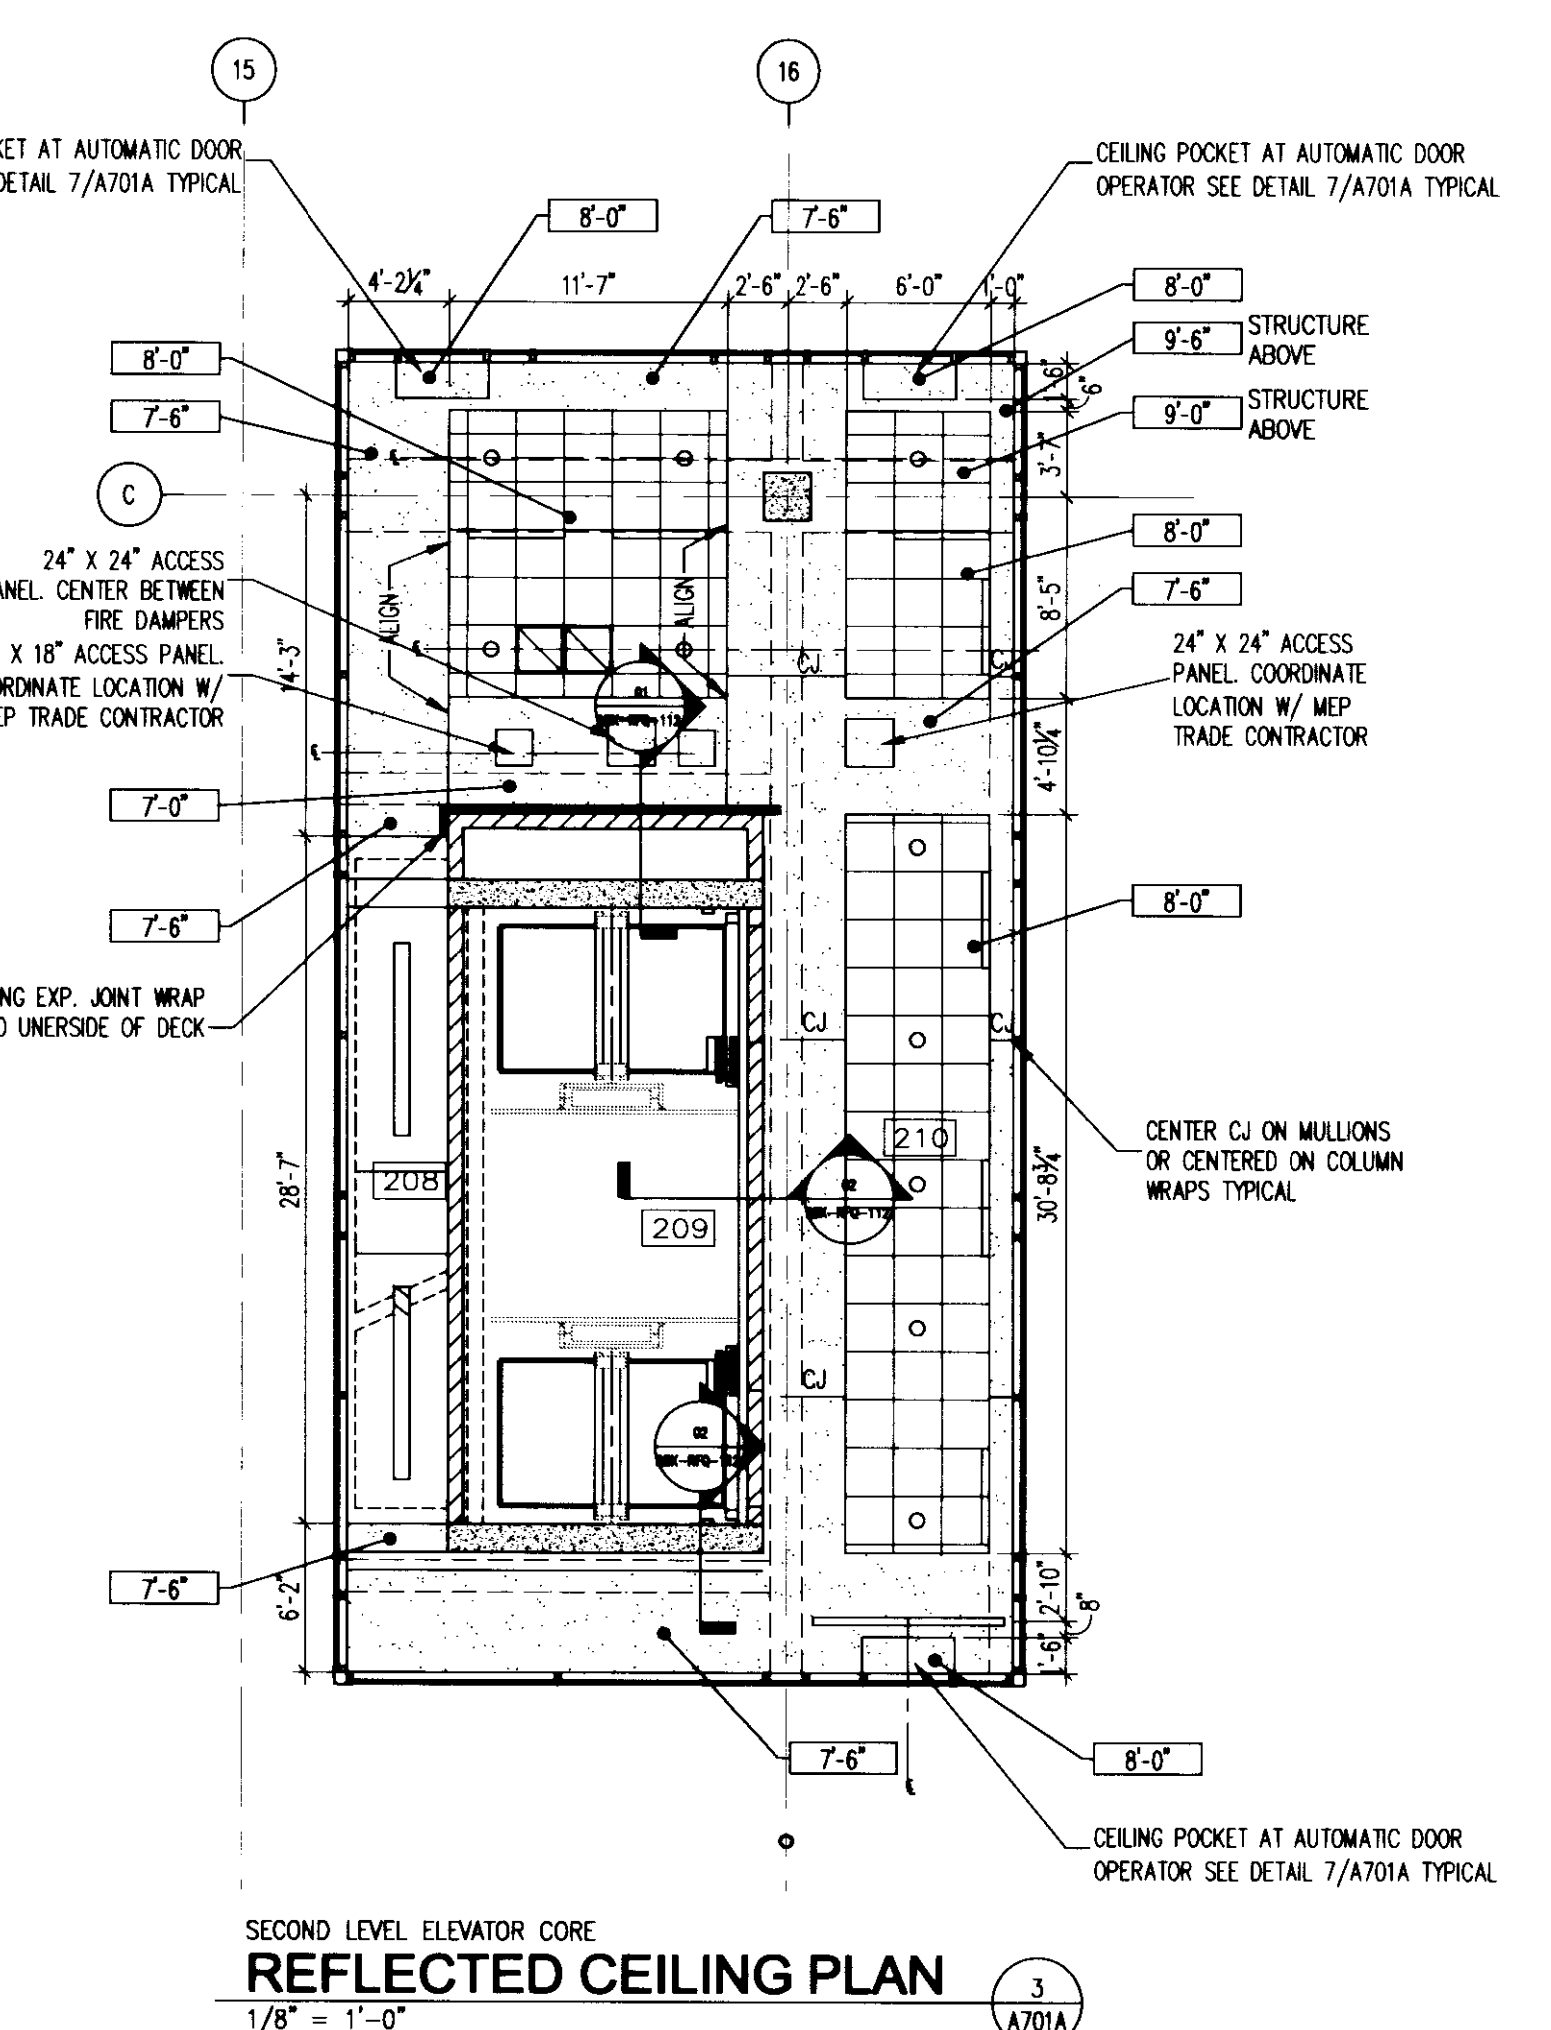 15
16
KET AT AUTOMATIC DOOR
DETAIL 7/A701A TYPICAL
CEILING POCKET AT AUTOMATIC DOOR
OPERATOR SEE DETAIL 7/A701A TYPICAL
8'-0"
7'-6"
4'-2¼"
11'-7"
2'-6"
2'-6"
6'-0"
1'-0"
8'-0"
9'-6"
STRUCTURE
ABOVE
9'-0"
STRUCTURE
ABOVE
8'-0"
7'-6"
1'-6"
6"
3'-7"
C
8'-0"
7'-6"
24" X 24" ACCESS
ANEL. CENTER BETWEEN
FIRE DAMPERS
X 18" ACCESS PANEL.
ORDINATE LOCATION W/
EP TRADE CONTRACTOR
14'-3"
ALIGN
ALIGN
CJ
CJ
8'-5"
24" X 24" ACCESS
PANEL. COORDINATE
LOCATION W/ MEP
TRADE CONTRACTOR
4'-10¼"
7'-0"
7'-6"
8'-0"
NG EXP. JOINT WRAP
O UNERSIDE OF DECK
CJ
CJ
CENTER CJ ON MULLIONS
OR CENTERED ON COLUMN
WRAPS TYPICAL
208
209
210
28'-7"
30'-8¾"
CJ
7'-6"
6'-2"
2'-10"
8"
1'-6"
7'-6"
8'-0"
CEILING POCKET AT AUTOMATIC DOOR
OPERATOR SEE DETAIL 7/A701A TYPICAL
SECOND LEVEL ELEVATOR CORE
REFLECTED CEILING PLAN
1/8" = 1'-0"
3
A701A